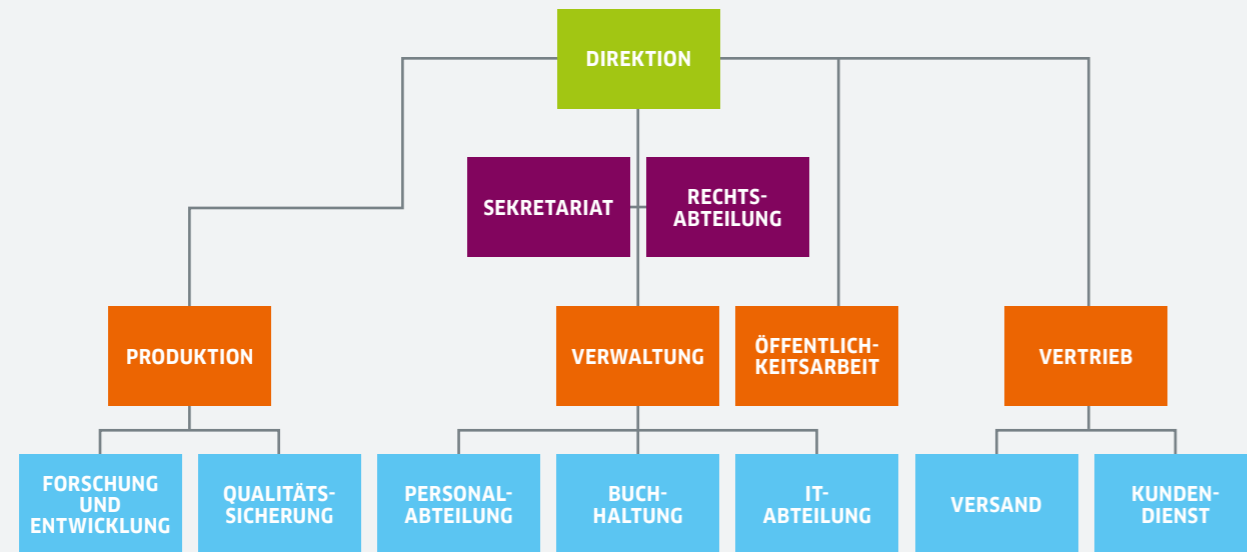 DIREKTION
SEKRETARIAT
RECHTS-
ABTEILUNG
PRODUKTION
VERWALTUNG
ÖFFENTLICH-
KEITSARBEIT
VERTRIEB
FORSCHUNG
UND
ENTWICKLUNG
QUALITÄTS-
SICHERUNG
PERSONAL-
ABTEILUNG
BUCH-
HALTUNG
IT-
ABTEILUNG
VERSAND
KUNDEN-
DIENST